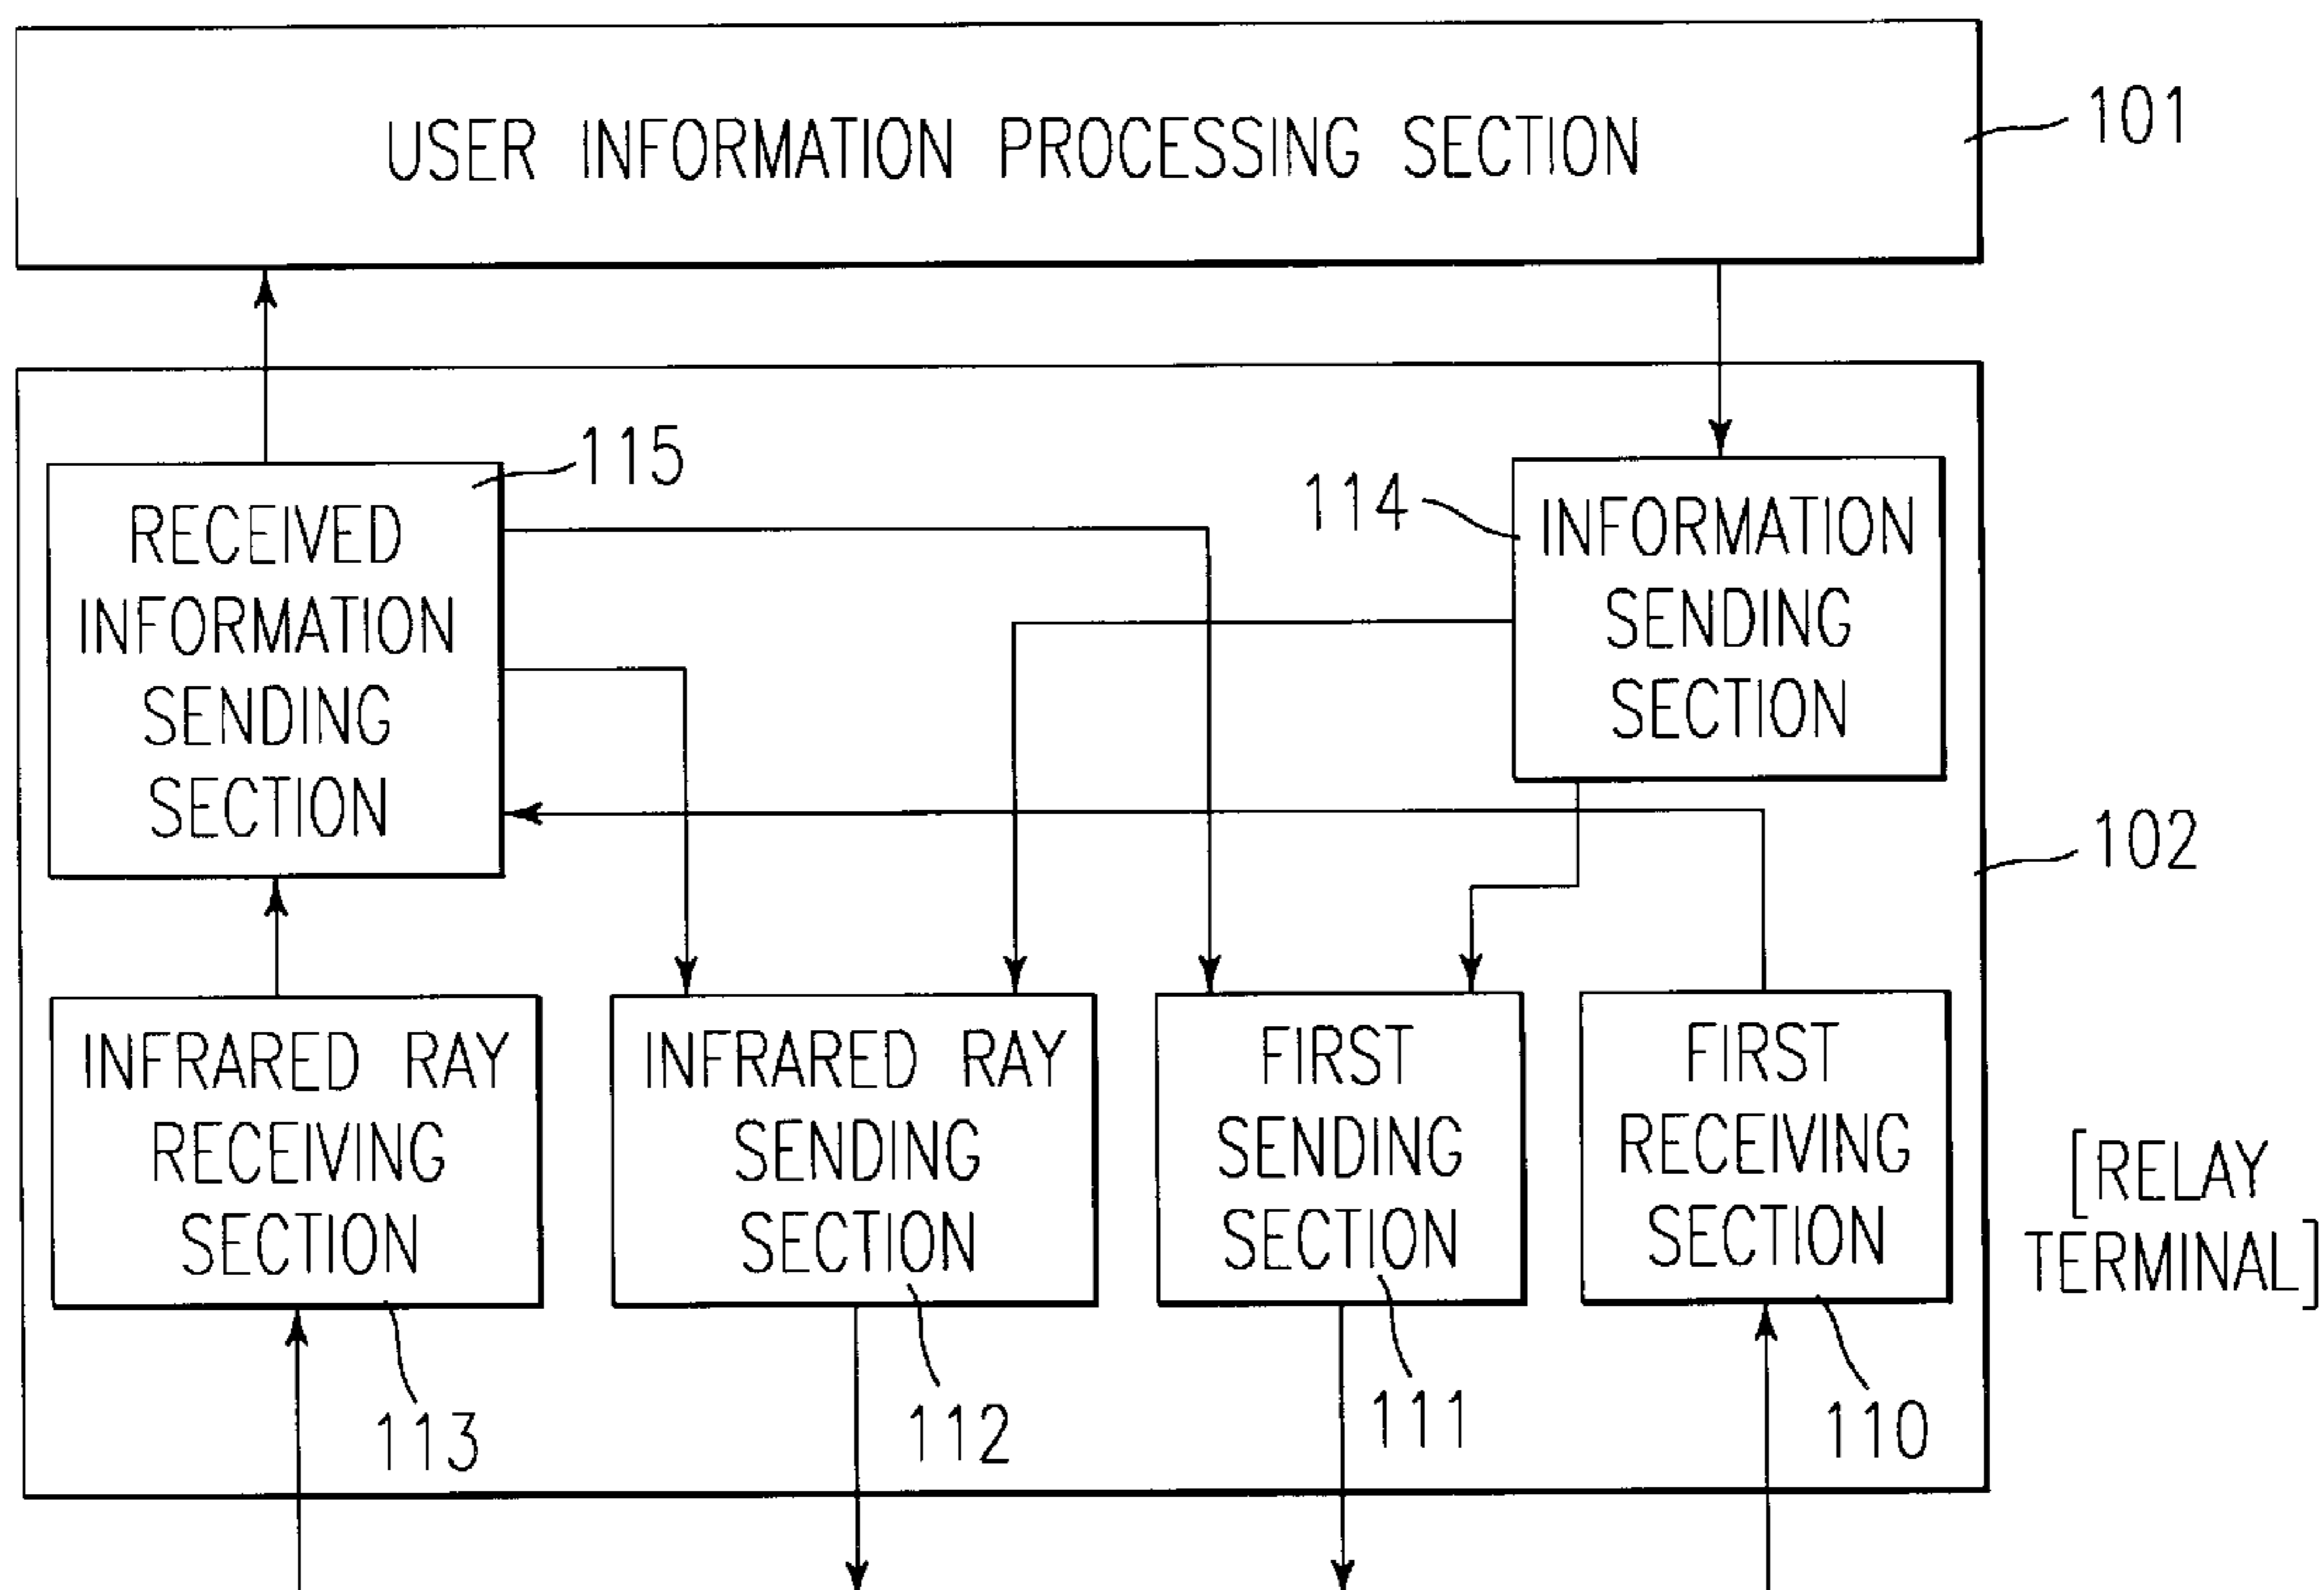 USER INFORMATION PROCESSING SECTION
101
115
RECEIVED
INFORMATION
SENDING
SECTION
114
INFORMATION
SENDING
SECTION
102
INFRARED RAY
RECEIVING
SECTION
INFRARED RAY
SENDING
SECTION
FIRST
SENDING
SECTION
FIRST
RECEIVING
SECTION
[RELAY
TERMINAL]
113
112
111
110